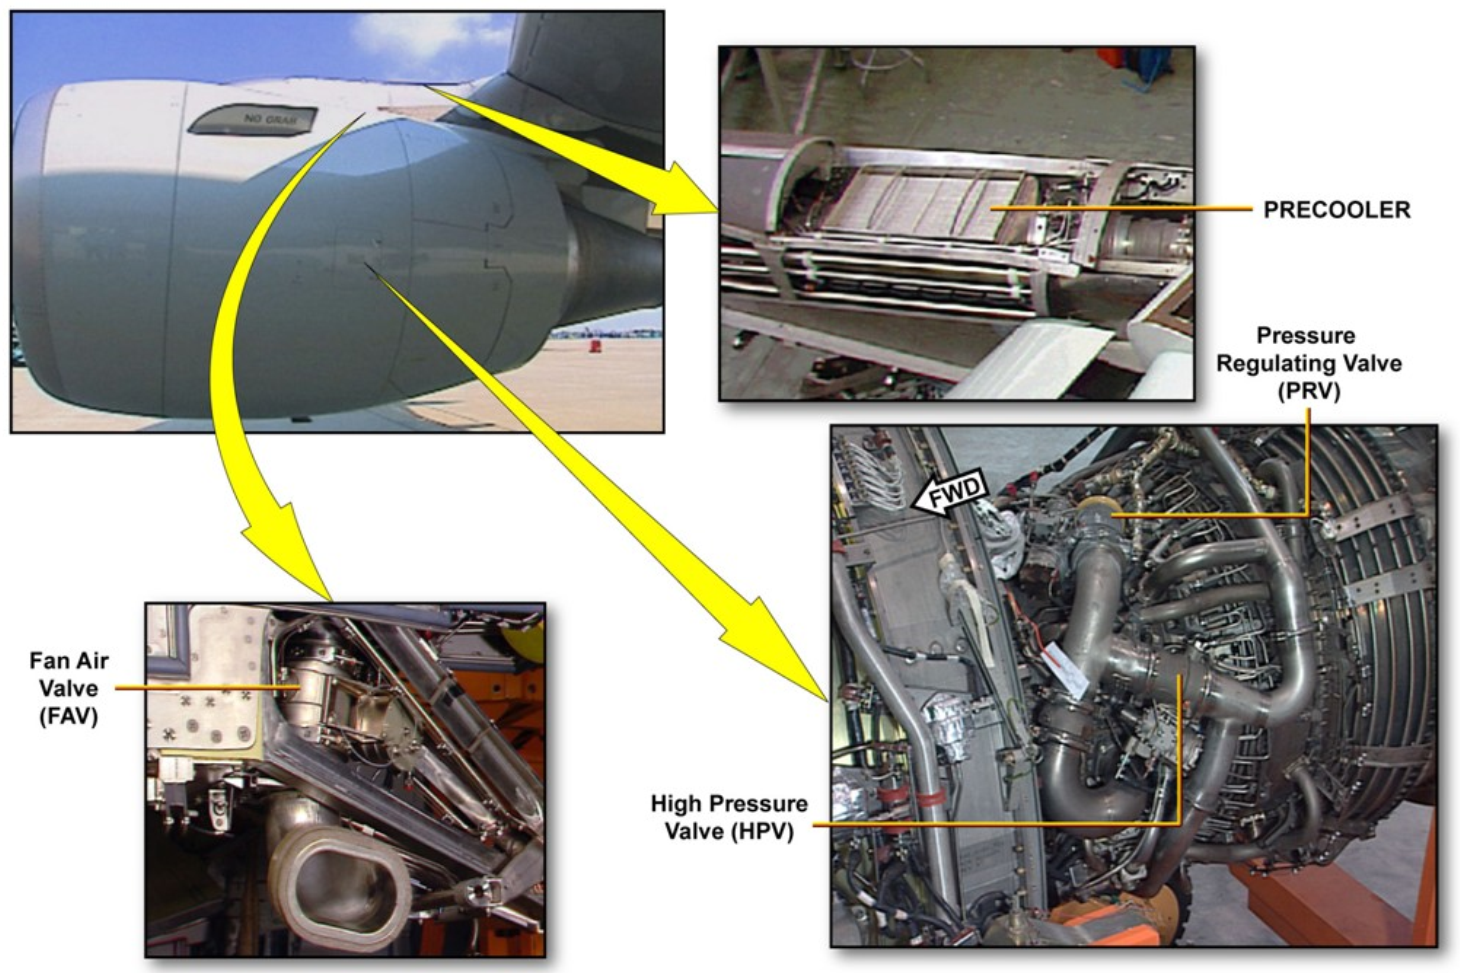 NO GRAB
PRECOOLER
Pressure
Regulating Valve
(PRV)
FWD
Fan Air
Valve
(FAV)
High Pressure
Valve (HPV)